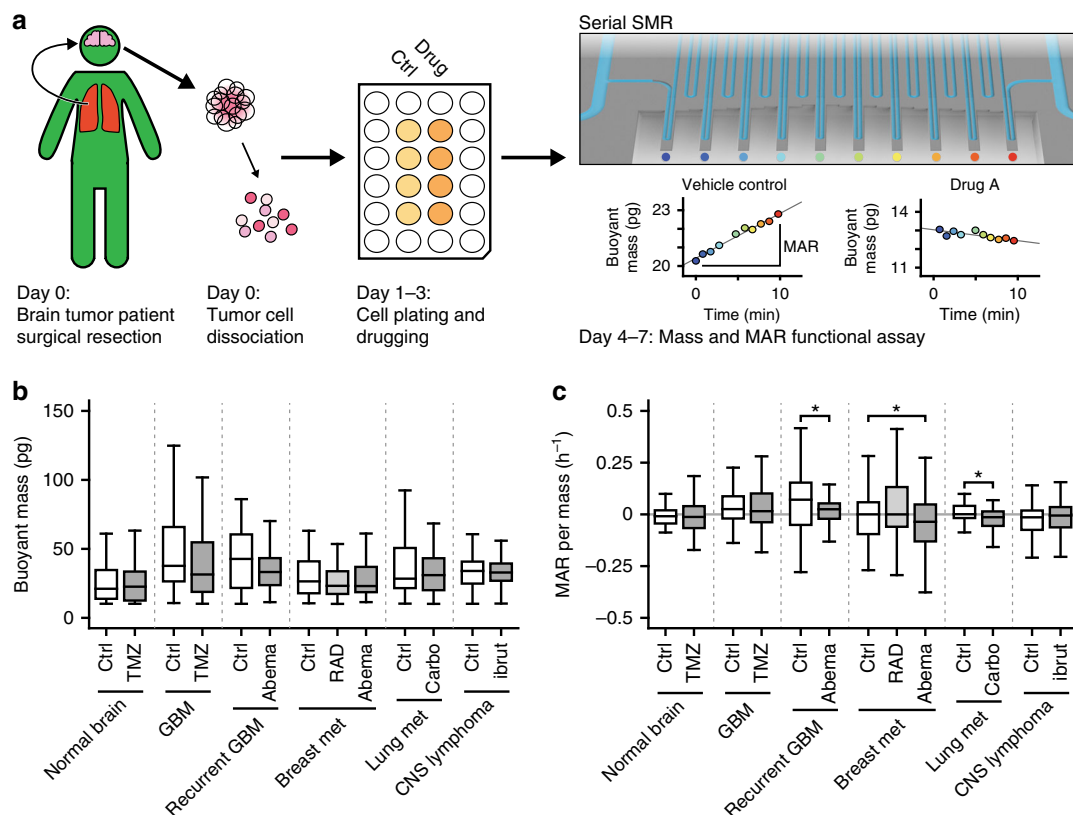 a
Ctrl
Drug
Serial SMR
Vehicle control
Drug A
Buoyant
mass (pg)
23
20
MAR
0
10
Time (min)
Buoyant
mass (pg)
14
11
0
10
Time (min)
Day 0:
Brain tumor patient
surgical resection
Day 0:
Tumor cell
dissociation
Day 1–3:
Cell plating and
drugging
Day 4–7: Mass and MAR functional assay
b
Buoyant mass (pg)
150
100
50
0
Ctrl
TMZ
Ctrl
TMZ
Ctrl
Abema
Ctrl
RAD
Abema
Ctrl
Carbo
Ctrl
ibrut
Normal brain
GBM
Recurrent GBM
Breast met
Lung met
CNS lymphoma
c
MAR per mass (h⁻¹)
0.5
0.25
0
−0.25
−0.5
*
*
*
Ctrl
TMZ
Ctrl
TMZ
Ctrl
Abema
Ctrl
RAD
Abema
Ctrl
Carbo
Ctrl
ibrut
Normal brain
GBM
Recurrent GBM
Breast met
Lung met
CNS lymphoma